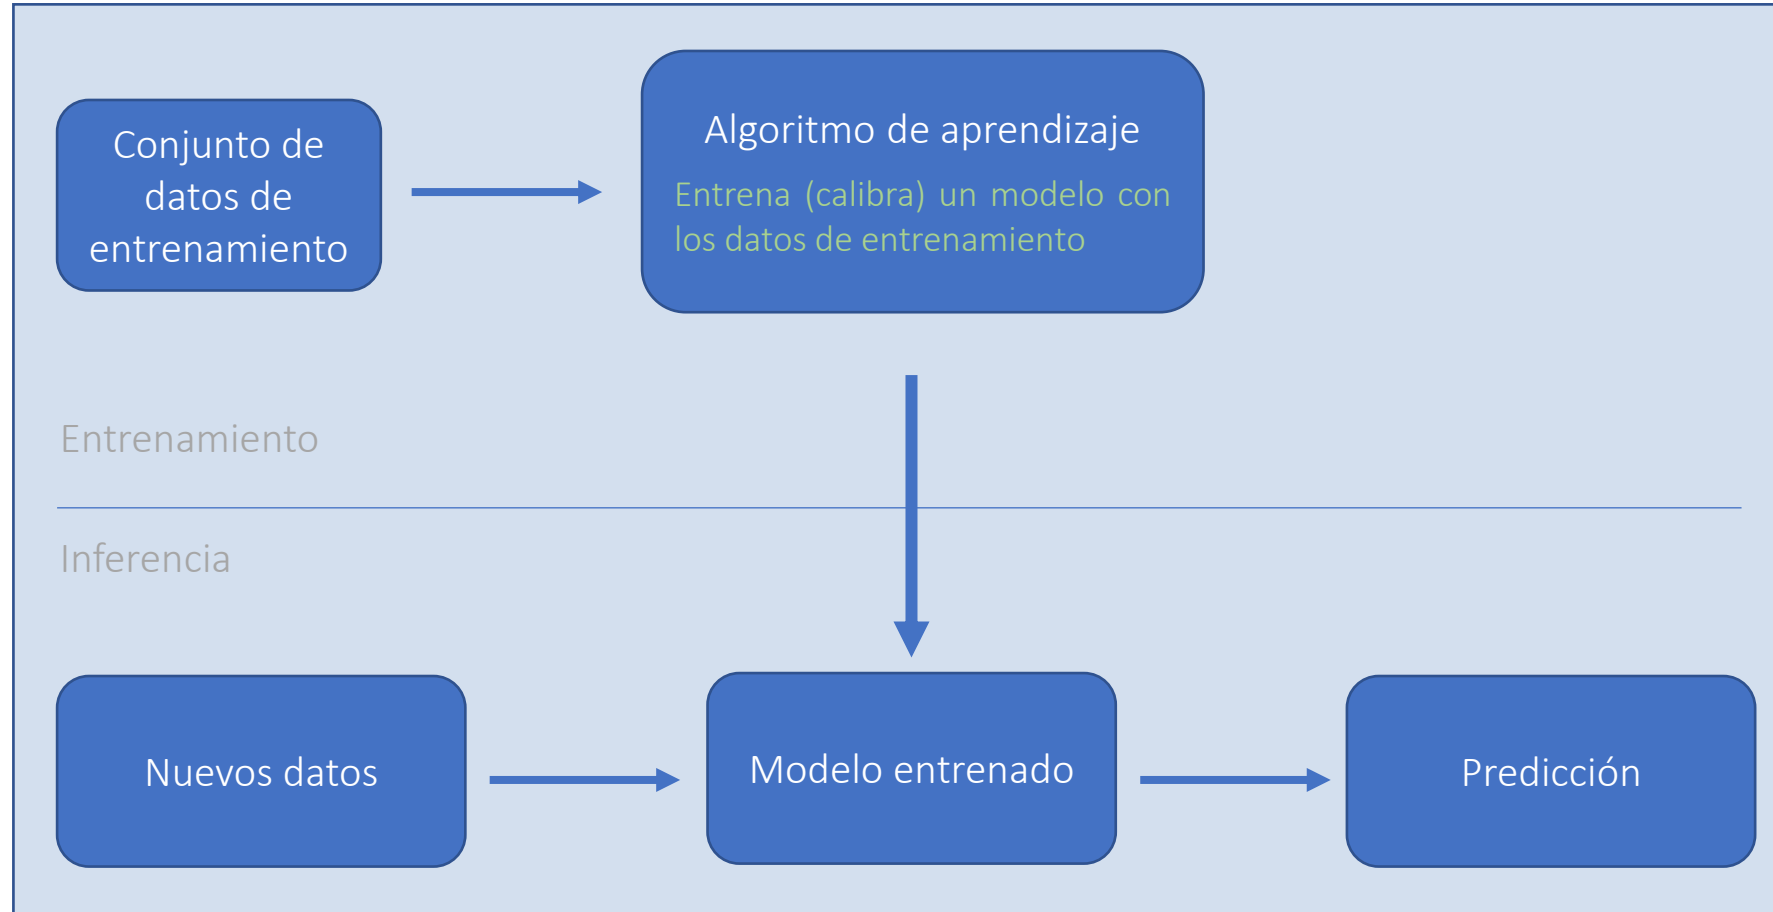 Conjunto de
datos de
entrenamiento
Algoritmo de aprendizaje
Entrena (calibra) un modelo con
los datos de entrenamiento
Entrenamiento
Inferencia
Nuevos datos
Modelo entrenado
Predicción